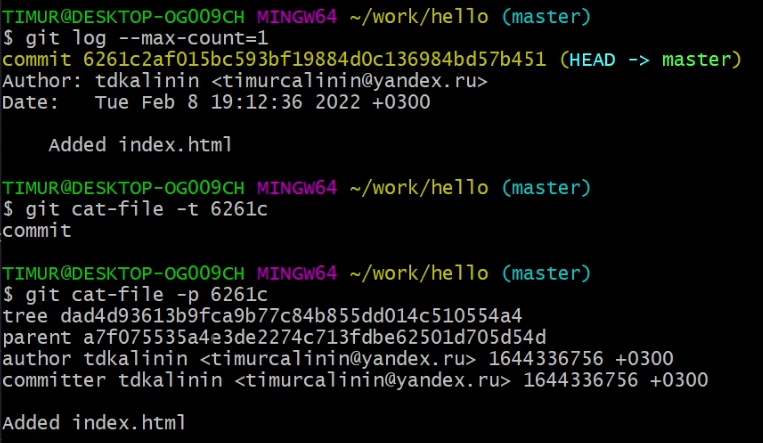 TIMUR@DESKTOP-OG009CH MINGW64 ~/work/hello (master)
$ git log --max-count=1
commit 6261c2af015bc593bf19884d0c136984bd57b451 (HEAD -> master)
Author: tdkalinin <timurcalinin@yandex.ru>
Date:   Tue Feb 8 19:12:36 2022 +0300
    Added index.html
TIMUR@DESKTOP-OG009CH MINGW64 ~/work/hello (master)
$ git cat-file -t 6261c
commit
TIMUR@DESKTOP-OG009CH MINGW64 ~/work/hello (master)
$ git cat-file -p 6261c
tree dad4d93613b9fca9b77c84b855dd014c510554a4
parent a7f075535a4e3de2274c713fdbe62501d705d54d
author tdkalinin <timurcalinin@yandex.ru> 1644336756 +0300
committer tdkalinin <timurcalinin@yandex.ru> 1644336756 +0300
Added index.html